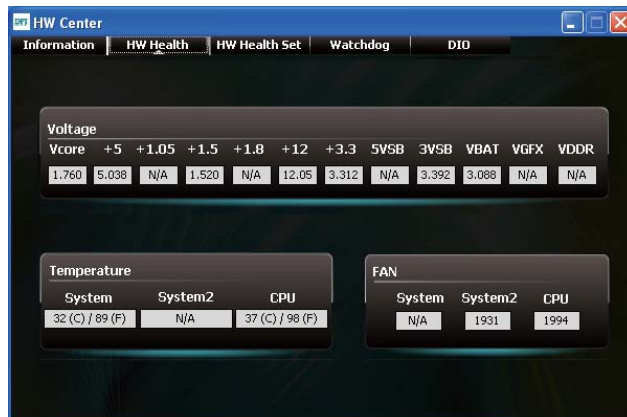 DFI HW Center
Information HW Health HW Health Set Watchdog DIO
Voltage
Vcore +5 +1.05 +1.5 +1.8 +12 +3.3 5VSB 3VSB VBAT VGFX VDDR
1.760 5.038 N/A 1.520 N/A 12.05 3.312 N/A 3.392 3.088 N/A N/A
Temperature
System System2 CPU
32 (C) / 89 (F) N/A 37 (C) / 98 (F)
FAN
System System2 CPU
N/A 1931 1994